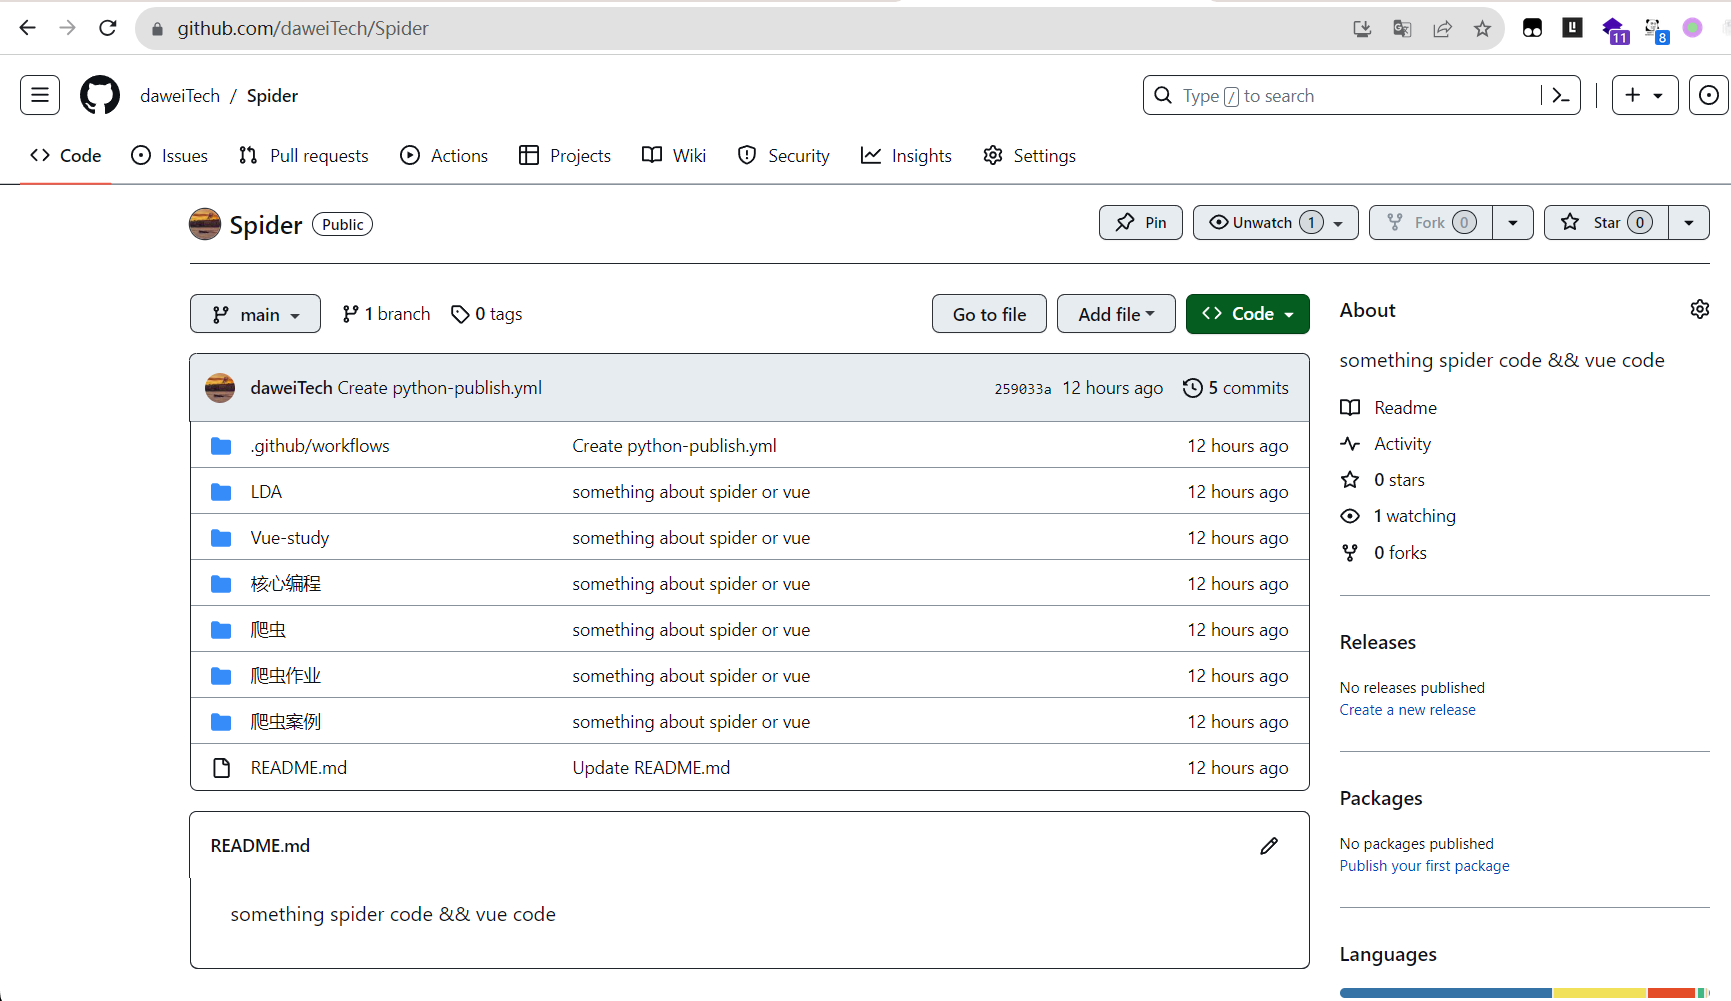 github.com/daweiTech/Spider
11
8
daweiTech / Spider
Type / to search
Code Issues Pull requests Actions Projects Wiki Security Insights Settings
Spider Public
Pin
Unwatch 1
Fork 0
Star 0
main
1 branch
0 tags
Go to file
Add file
Code
daweiTech Create python-publish.yml 259033a 12 hours ago 5 commits
.github/workflows Create python-publish.yml 12 hours ago
LDA something about spider or vue 12 hours ago
Vue-study something about spider or vue 12 hours ago
核心编程 something about spider or vue 12 hours ago
爬虫 something about spider or vue 12 hours ago
爬虫作业 something about spider or vue 12 hours ago
爬虫案例 something about spider or vue 12 hours ago
README.md Update README.md 12 hours ago
README.md
something spider code && vue code
About
something spider code && vue code
Readme
Activity
0 stars
1 watching
0 forks
Releases
No releases published
Create a new release
Packages
No packages published
Publish your first package
Languages